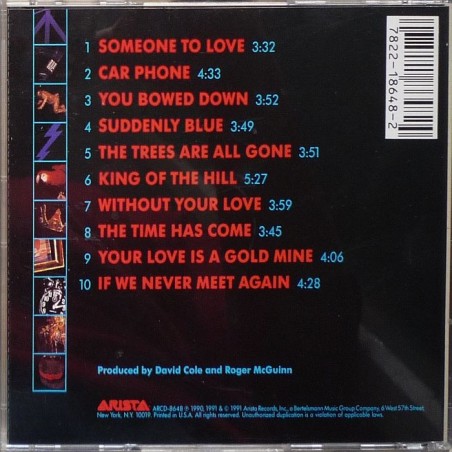 1 SOMEONE TO LOVE 3:32
2 CAR PHONE 4:33
3 YOU BOWED DOWN 3:52
4 SUDDENLY BLUE 3:49
5 THE TREES ARE ALL GONE 3:51
6 KING OF THE HILL 5:27
7 WITHOUT YOUR LOVE 3:59
8 THE TIME HAS COME 3:45
9 YOUR LOVE IS A GOLD MINE 4:06
10 IF WE NEVER MEET AGAIN 4:28
7822-18648-2
Produced by David Cole and Roger McGuinn
ARISTA
ARCD-8648 ℗ 1990, 1991 & © 1991 Arista Records, Inc., a Bertelsmann Music Group Company, 6 West 57th Street,
New York, N.Y. 10019. Printed in U.S.A. All rights reserved. Unauthorized duplication is a violation of applicable laws.